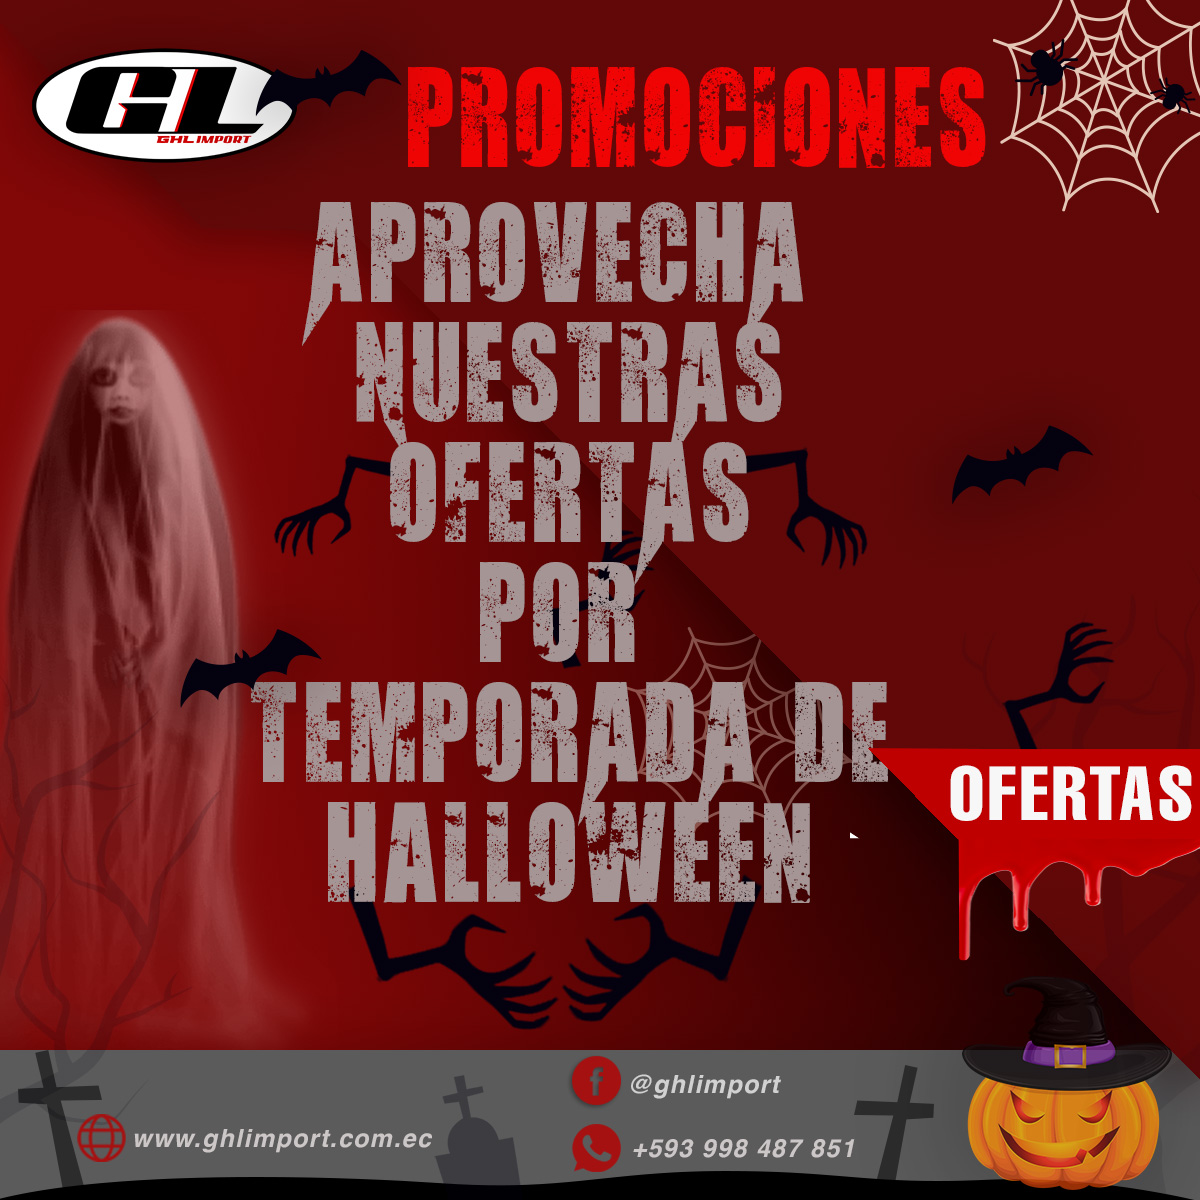 GHL
GHL IMPORT
PROMOCIONES
APROVECHA
NUESTRAS
OFERTAS
POR
TEMPORADA DE
HALLOWEEN
OFERTAS
@ghlimport
www.ghlimport.com.ec
+593 998 487 851